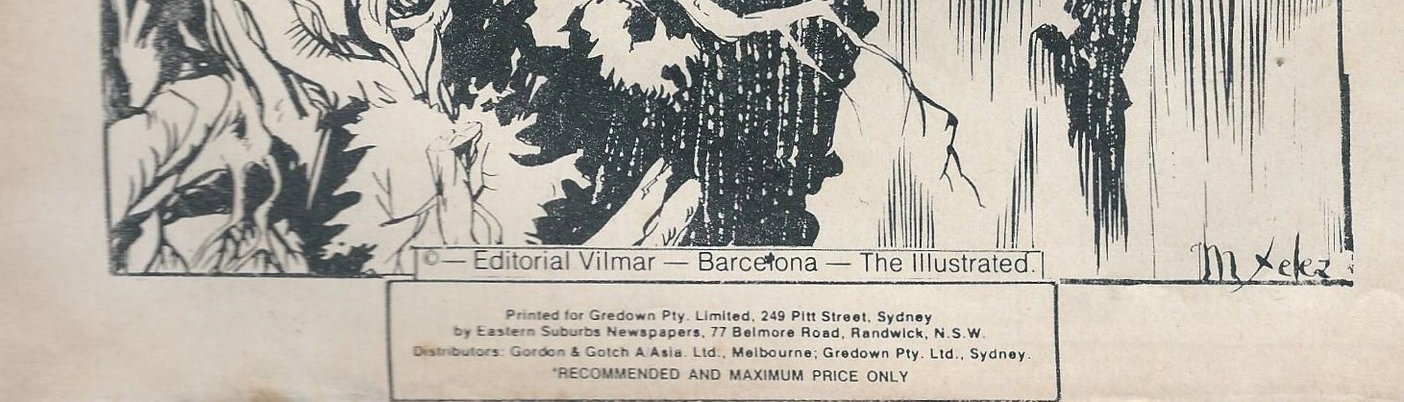 ©— Editorial Vilmar — Barcelona — The Illustrated.
Printed for Gredown Pty. Limited, 249 Pitt Street, Sydney
by Eastern Suburbs Newspapers, 77 Belmore Road, Randwick, N.S.W.
Distributors: Gordon & Gotch A/Asia. Ltd., Melbourne; Gredown Pty. Ltd., Sydney.
*RECOMMENDED AND MAXIMUM PRICE ONLY